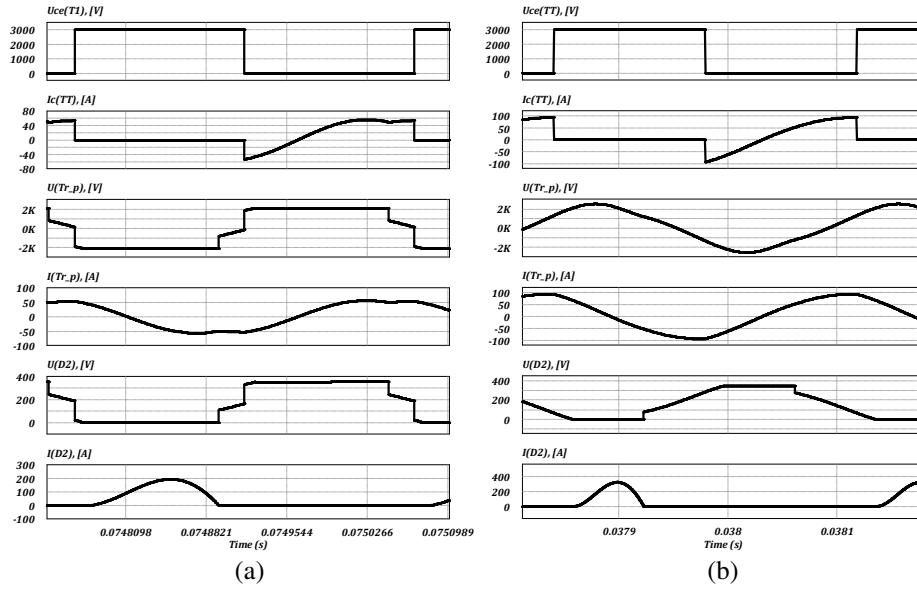 Uce(T1), [V]
3000
2000
1000
0
Ic(TT), [A]
80
40
0
-40
-80
U(Tr_p), [V]
2K
0K
-2K
I(Tr_p), [A]
100
50
0
-50
-100
U(D2), [V]
400
200
0
I(D2), [A]
300
200
100
0
-100
0.0748098 0.0748821 0.0749544 0.0750266 0.0750989
Time (s)
(a)
Uce(TT), [V]
3000
2000
1000
0
Ic(TT), [A]
100
50
0
-50
-100
U(Tr_p), [V]
2K
0K
-2K
I(Tr_p), [A]
100
50
0
-50
-100
U(D2), [V]
400
200
0
I(D2), [A]
400
200
0
0.0379 0.038 0.0381
Time (s)
(b)